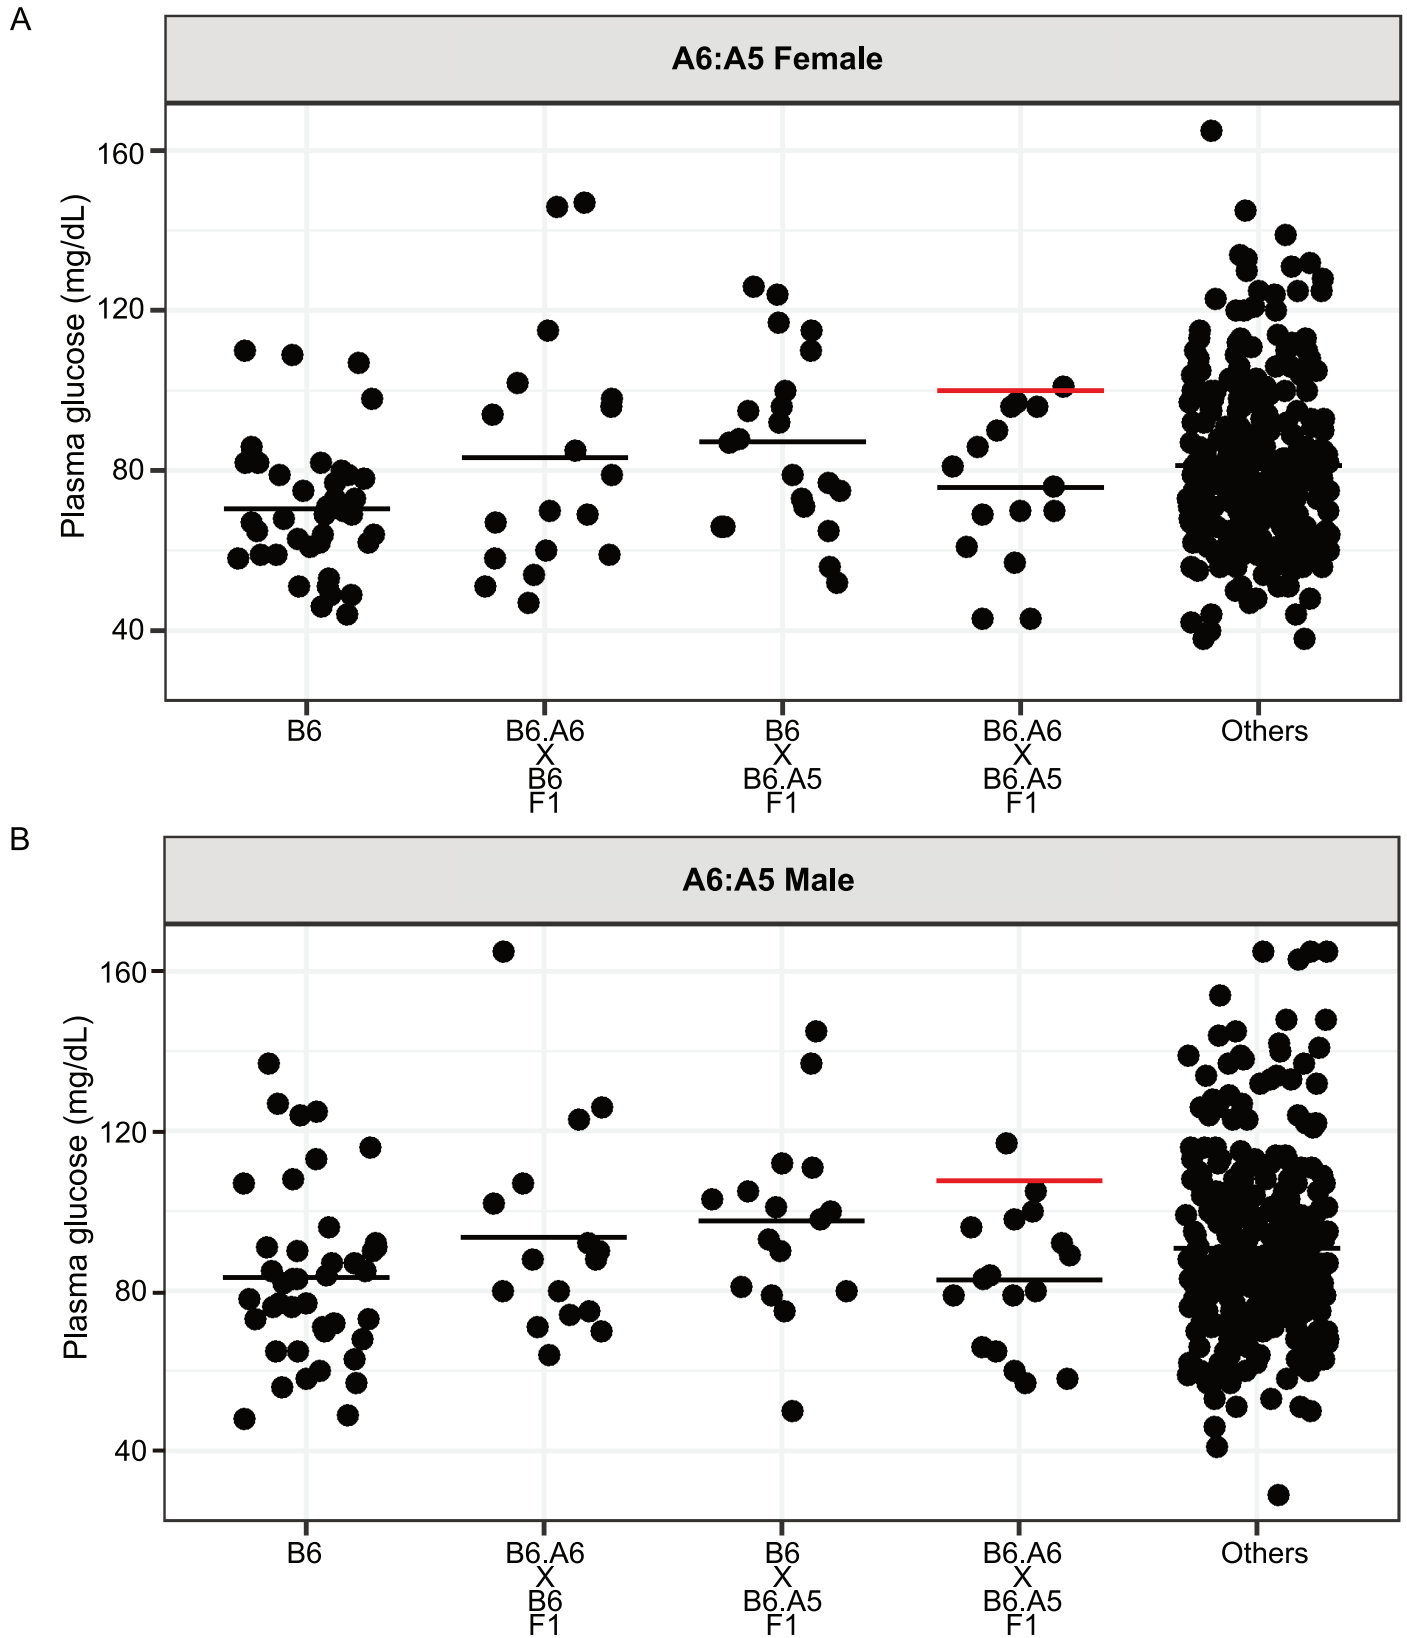 A
A6:A5 Female
Plasma glucose (mg/dL)
160
120
80
40
B6
B6.A6
X
B6
F1
B6
X
B6.A5
F1
B6.A6
X
B6.A5
F1
Others
B
A6:A5 Male
Plasma glucose (mg/dL)
160
120
80
40
B6
B6.A6
X
B6
F1
B6
X
B6.A5
F1
B6.A6
X
B6.A5
F1
Others